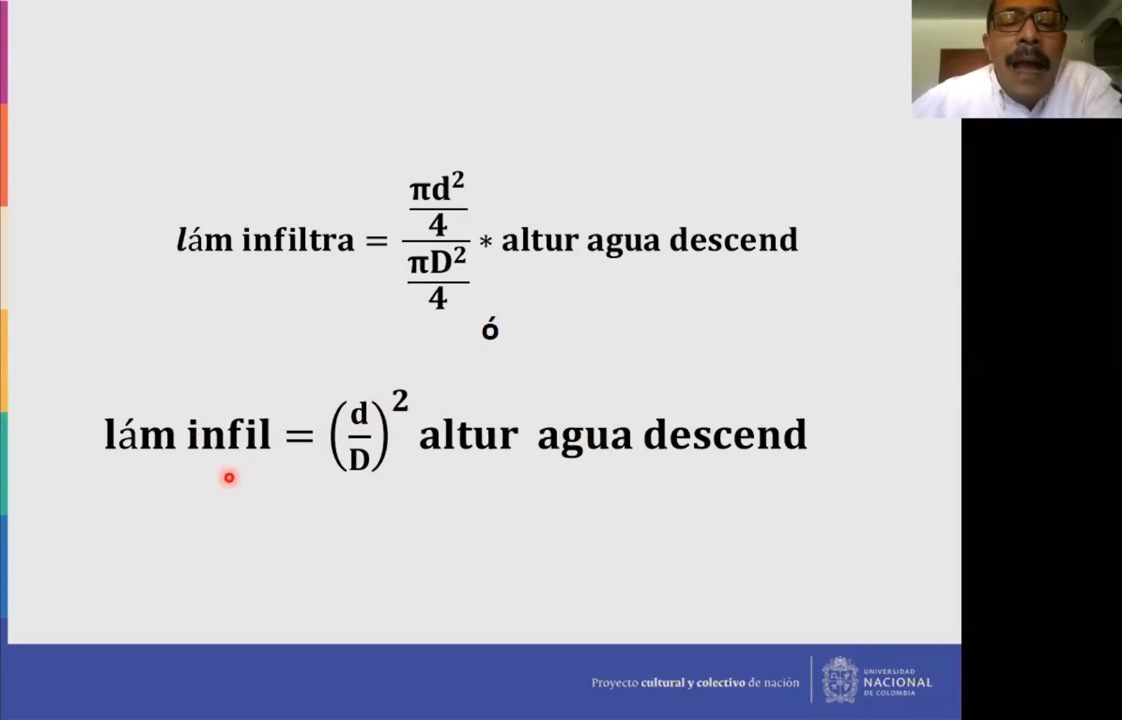 lám infiltra = (πd²/4)/(πD²/4) * altur agua descend
ó
lám infil = (d/D)² altur agua descend
Proyecto cultural y colectivo de nación
UNIVERSIDAD
NACIONAL
DE COLOMBIA